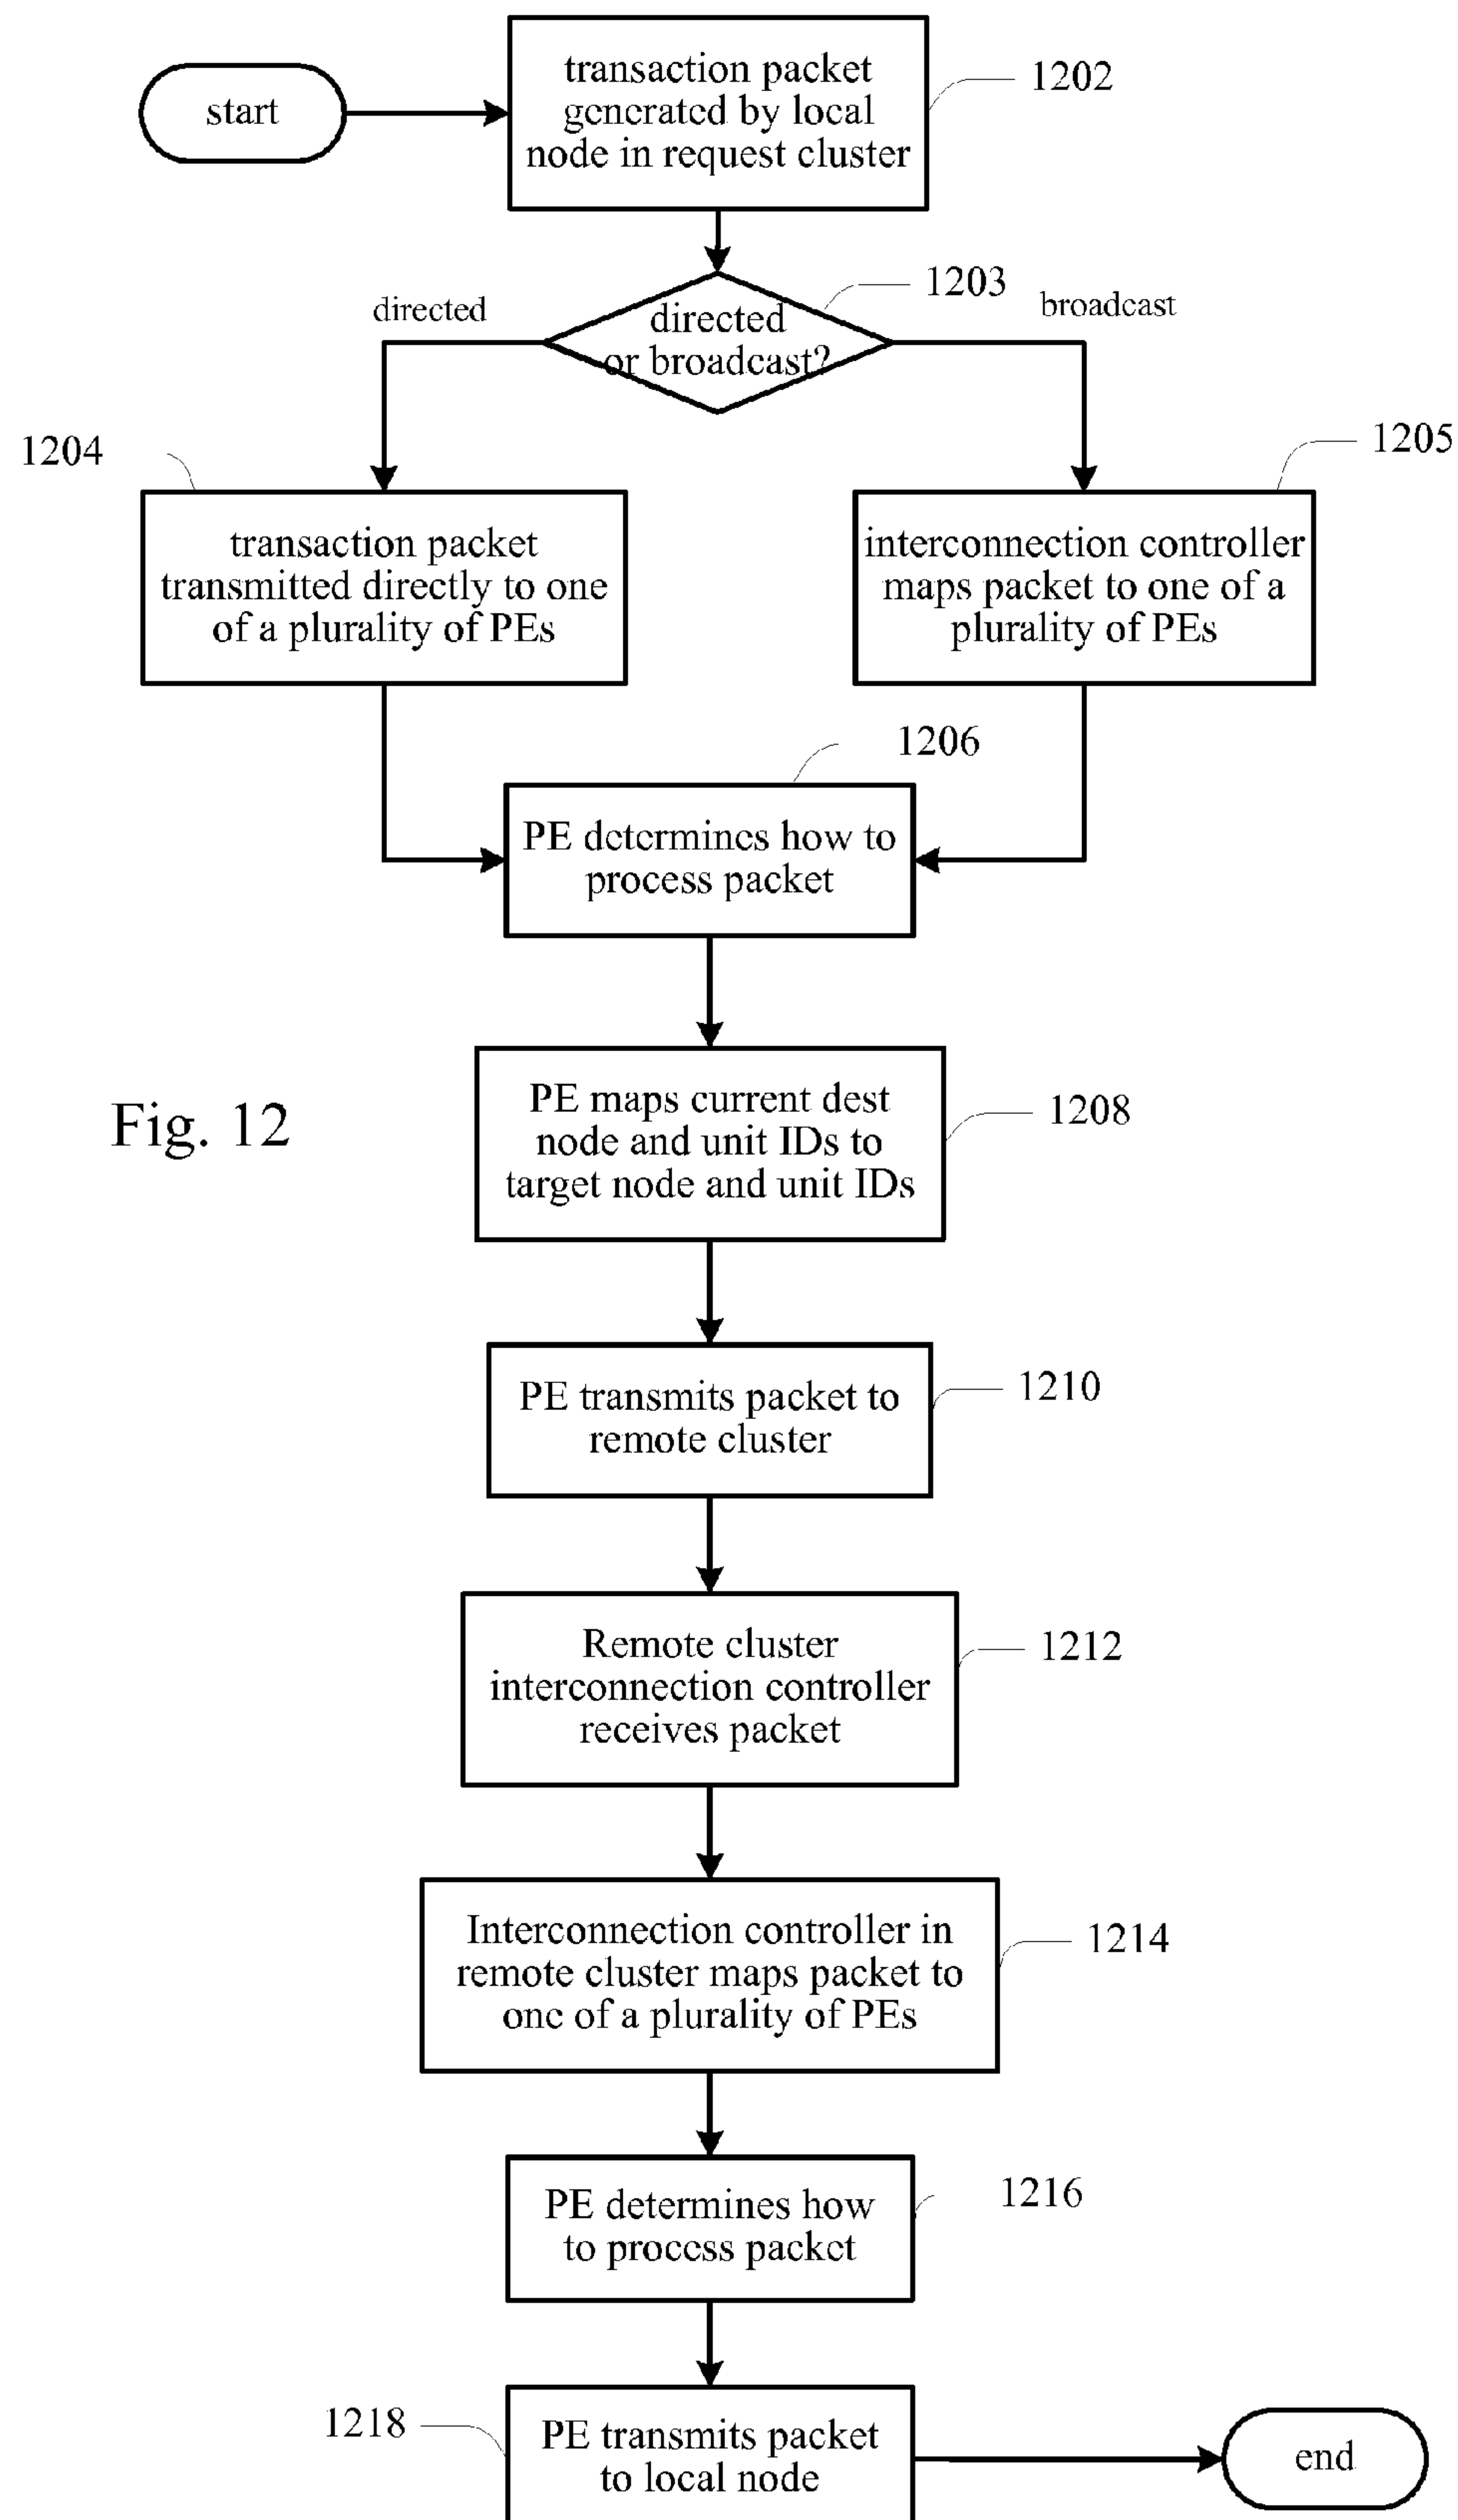 transaction packet
generated by local
node in request cluster
1202
start
1203
directed
broadcast
directed
or broadcast?
1204
1205
transaction packet
transmitted directly to one
of a plurality of PEs
interconnection controller
maps packet to one of a
plurality of PEs
1206
PE determines how to
process packet
Fig. 12
PE maps current dest
node and unit IDs to
target node and unit IDs
1208
PE transmits packet to
remote cluster
1210
Remote cluster
interconnection controller
receives packet
1212
Interconnection controller in
remote cluster maps packet to
one of a plurality of PEs
1214
PE determines how
to process packet
1216
1218
PE transmits packet
to local node
end